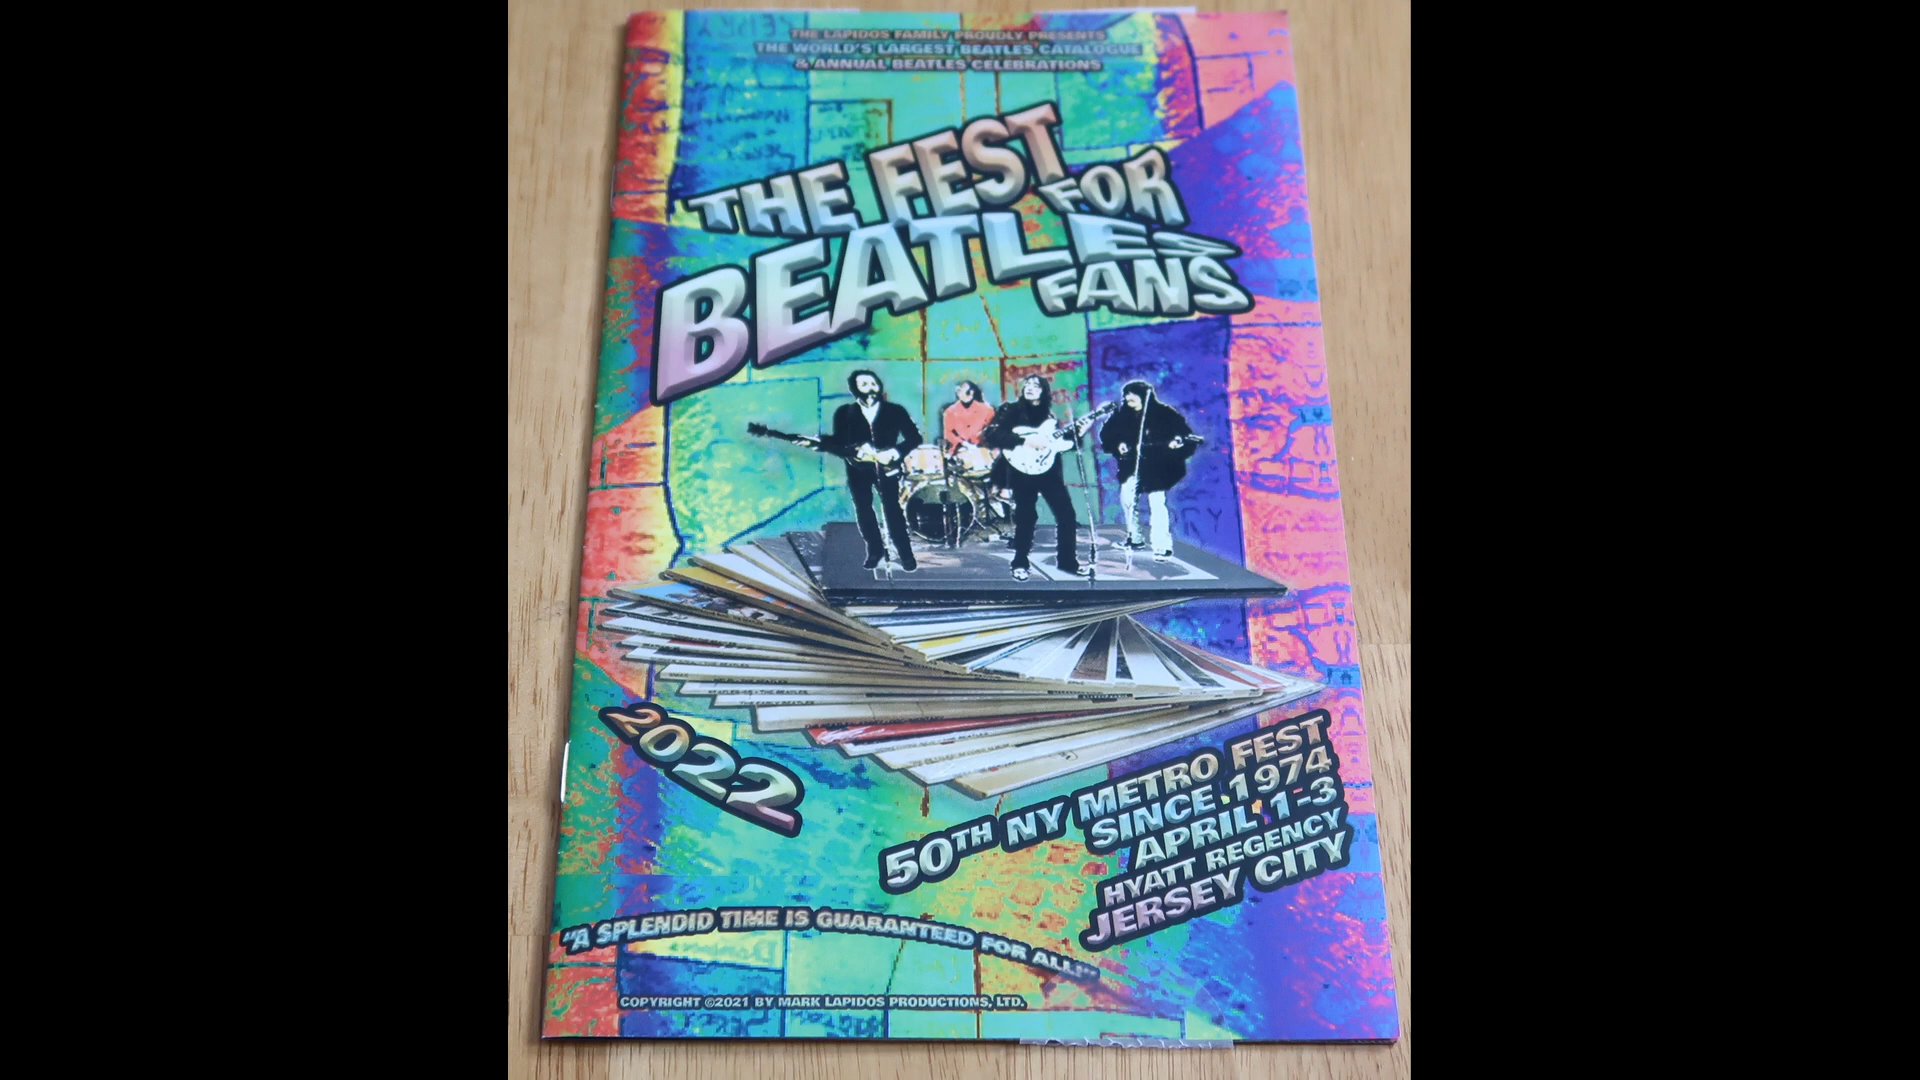 THE LAPIDOS FAMILY PROUDLY PRESENTS
THE WORLD'S LARGEST BEATLES CATALOGUE
& ANNUAL BEATLES CELEBRATIONS
THE FEST FOR
BEATLES
FANS
2022
50TH NY METRO FEST
SINCE 1974
APRIL 1-3
HYATT REGENCY
JERSEY CITY
"A SPLENDID TIME IS GUARANTEED FOR ALL!"
COPYRIGHT ©2021 BY MARK LAPIDOS PRODUCTIONS, LTD.